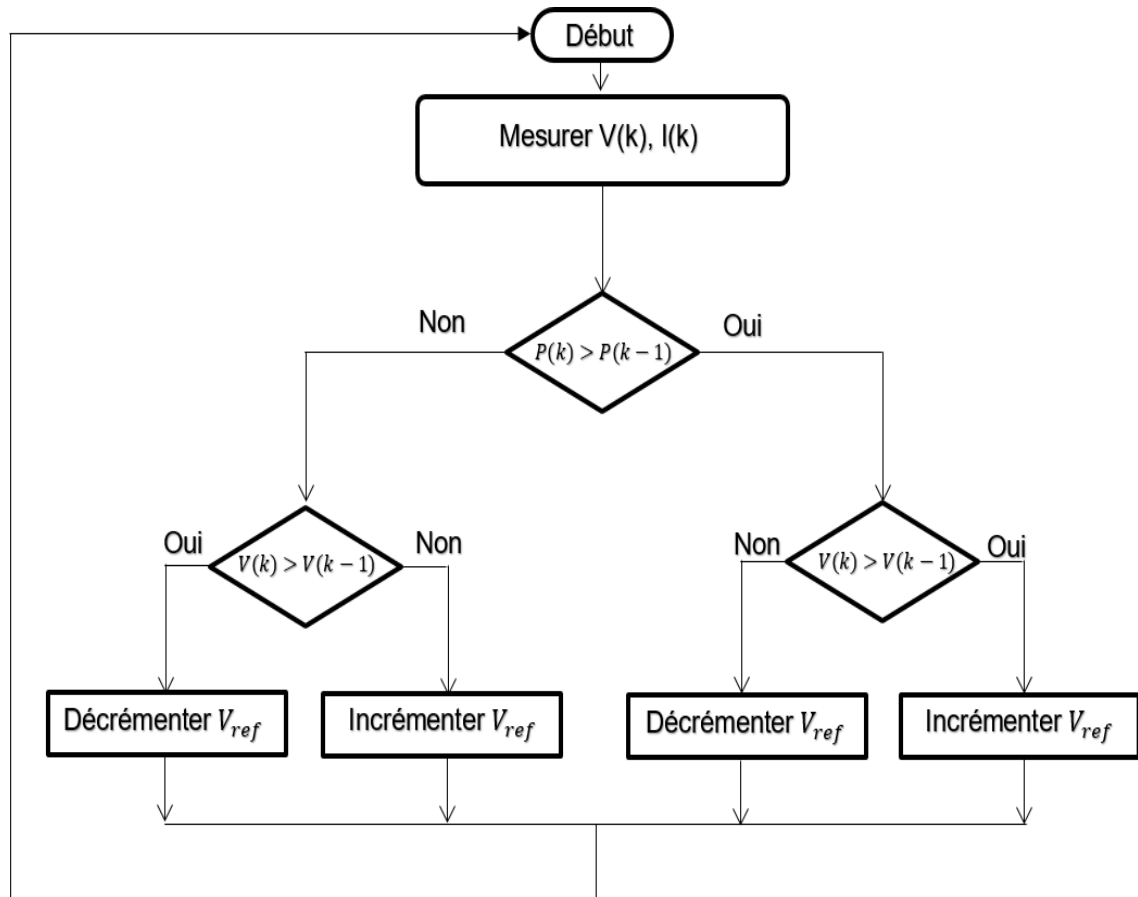 Début
Mesurer V(k), I(k)
Non
Oui
P(k) > P(k − 1)
Oui
Non
V(k) > V(k − 1)
Non
Oui
V(k) > V(k − 1)
Décrémenter V_ref
Incrémenter V_ref
Décrémenter V_ref
Incrémenter V_ref